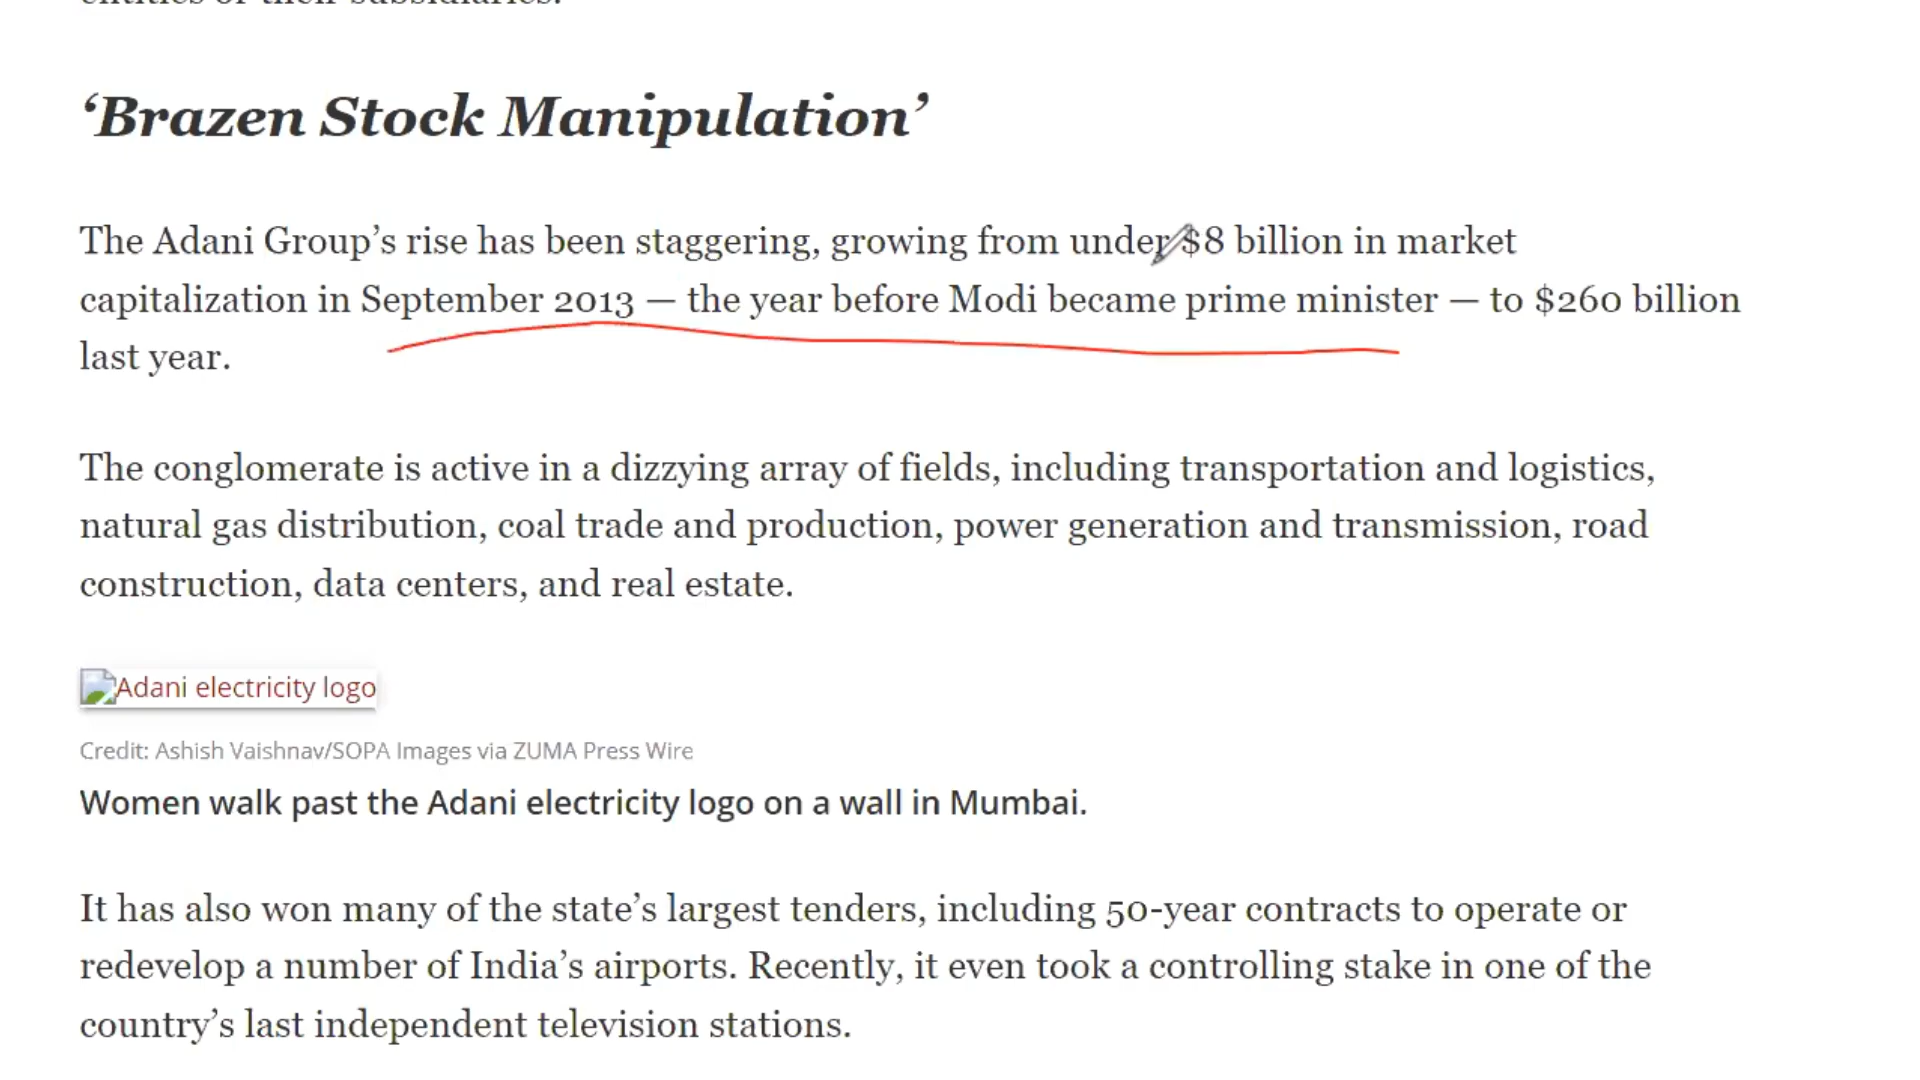 entities or their subsidiaries.
‘Brazen Stock Manipulation’
The Adani Group’s rise has been staggering, growing from under $8 billion in market
capitalization in September 2013 — the year before Modi became prime minister — to $260 billion
last year.
The conglomerate is active in a dizzying array of fields, including transportation and logistics,
natural gas distribution, coal trade and production, power generation and transmission, road
construction, data centers, and real estate.
Adani electricity logo
Credit: Ashish Vaishnav/SOPA Images via ZUMA Press Wire
Women walk past the Adani electricity logo on a wall in Mumbai.
It has also won many of the state’s largest tenders, including 50-year contracts to operate or
redevelop a number of India’s airports. Recently, it even took a controlling stake in one of the
country’s last independent television stations.